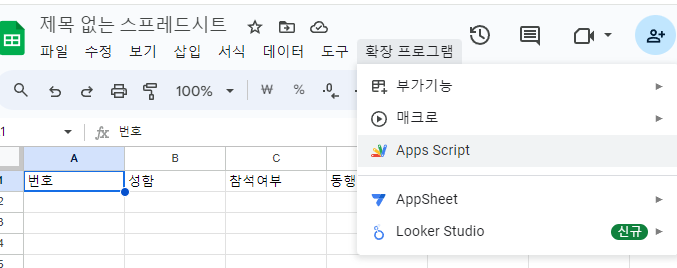 제목 없는 스프레드시트
파일 수정 보기 삽입 서식 데이터 도구 확장 프로그램
부가기능
매크로
Apps Script
AppSheet
Looker Studio 신규
100% ₩ % .0
1 fx 번호
A B C
1 번호 성함 참석여부 동행
2
3
4
5